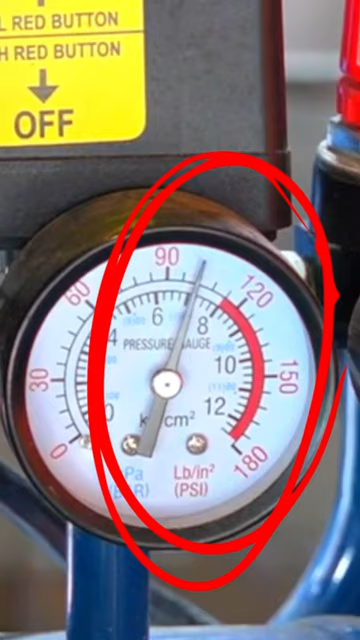 L RED BUTTON
H RED BUTTON
OFF
90
60
120
6
8
4
PRESSURE GAUGE
30
10
150
12
0
cm²
0
180
Pa
Lb/in²
(PSI)